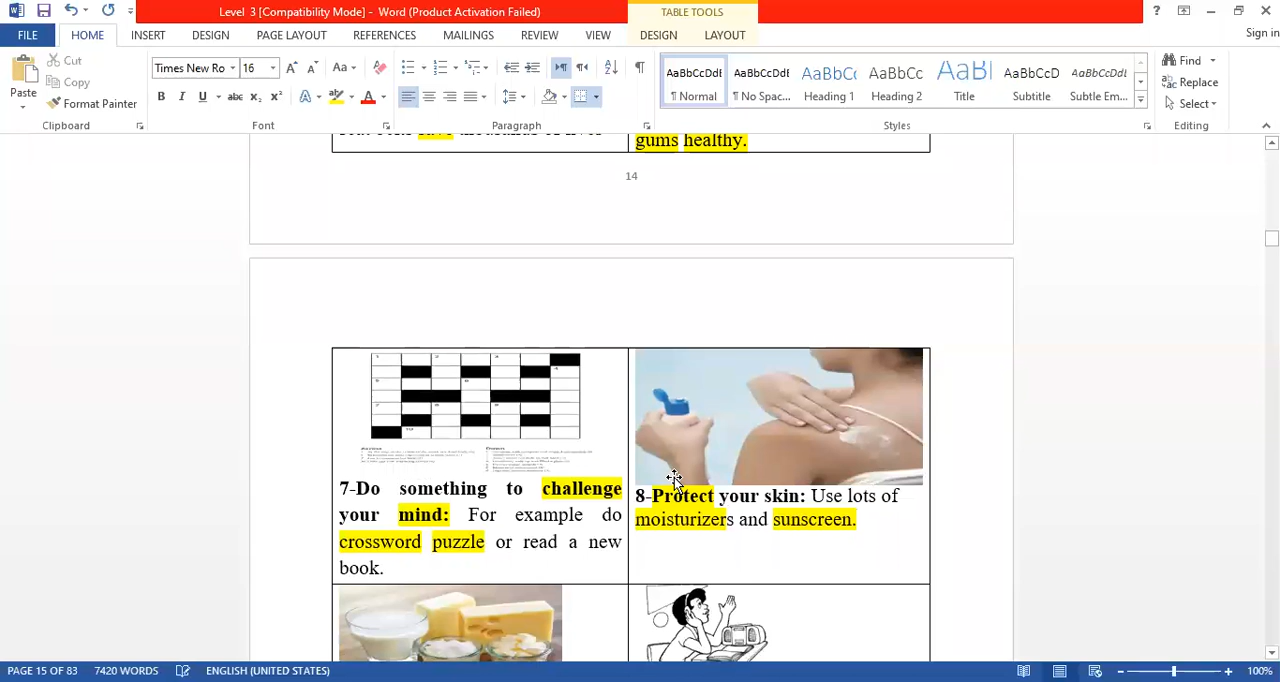 Level 3 [Compatibility Mode] - Word (Product Activation Failed)
TABLE TOOLS
?
FILE
HOME
INSERT
DESIGN
PAGE LAYOUT
REFERENCES
MAILINGS
REVIEW
VIEW
DESIGN
LAYOUT
Sign in
Paste
Cut
Copy
Format Painter
Clipboard
Times New Ro
16
Font
Paragraph
AaBbCcDdE
¶ Normal
AaBbCcDdE
¶ No Spac...
AaBbCc
Heading 1
AaBbCc
Heading 2
AaBl
Title
AaBbCcD
Subtitle
AaBbCcDdE
Subtle Em...
Styles
Find
Replace
Select
Editing
gums healthy.
14
7-Do something to challenge
your mind: For example do
crossword puzzle or read a new
book.
8-Protect your skin: Use lots of
moisturizers and sunscreen.
PAGE 15 OF 83
7420 WORDS
ENGLISH (UNITED STATES)
100%